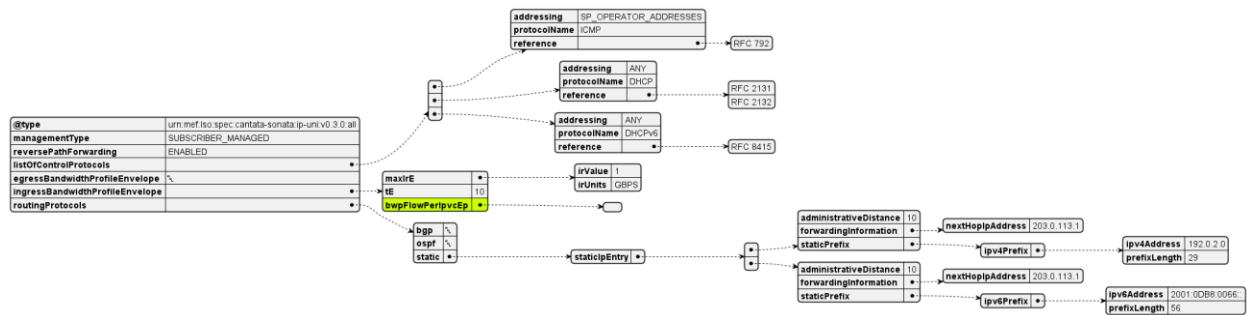 addressing SP_OPERATOR_ADDRESSES
protocolName ICMP
reference RFC 792
addressing ANY
protocolName DHCP
reference RFC 2131
RFC 2132
addressing ANY
protocolName DHCPv6
reference RFC 8415
@type urn:mef:lso:spec:cantata-sonata:ip-uni:v0.3.0:all
managementType SUBSCRIBER_MANAGED
reversePathForwarding ENABLED
listOfControlProtocols
egressBandwidthProfileEnvelope
ingressBandwidthProfileEnvelope
routingProtocols
maxIrE
tE 10
bwpFlowPerIpvcEp
irValue 1
irUnits GBPS
bgp
ospf
static
staticIpEntry
administrativeDistance 10
forwardingInformation
staticPrefix
nextHopIpAddress 203.0.113.1
ipv4Prefix
ipv4Address 192.0.2.0
prefixLength 29
administrativeDistance 10
forwardingInformation
staticPrefix
nextHopIpAddress 203.0.113.1
ipv6Prefix
ipv6Address 2001:0DB8:0066::
prefixLength 56